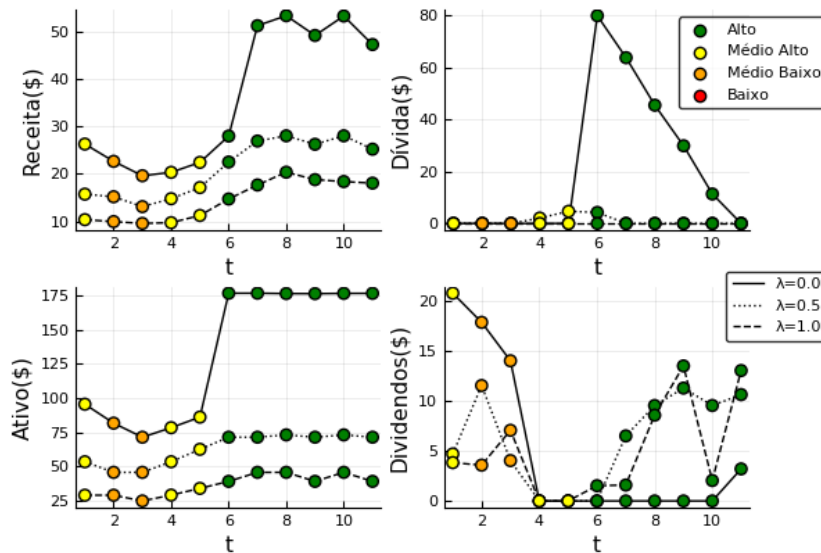 Receita($)
50
40
30
20
10
2 4 6 8 10
t
Dívida($)
80
60
40
20
0
2 4 6 8 10
t
Alto
Médio Alto
Médio Baixo
Baixo
Ativo($)
175
150
125
100
75
50
25
2 4 6 8 10
t
Dividendos($)
20
15
10
5
0
2 4 6 8 10
t
λ=0.0
λ=0.5
λ=1.0